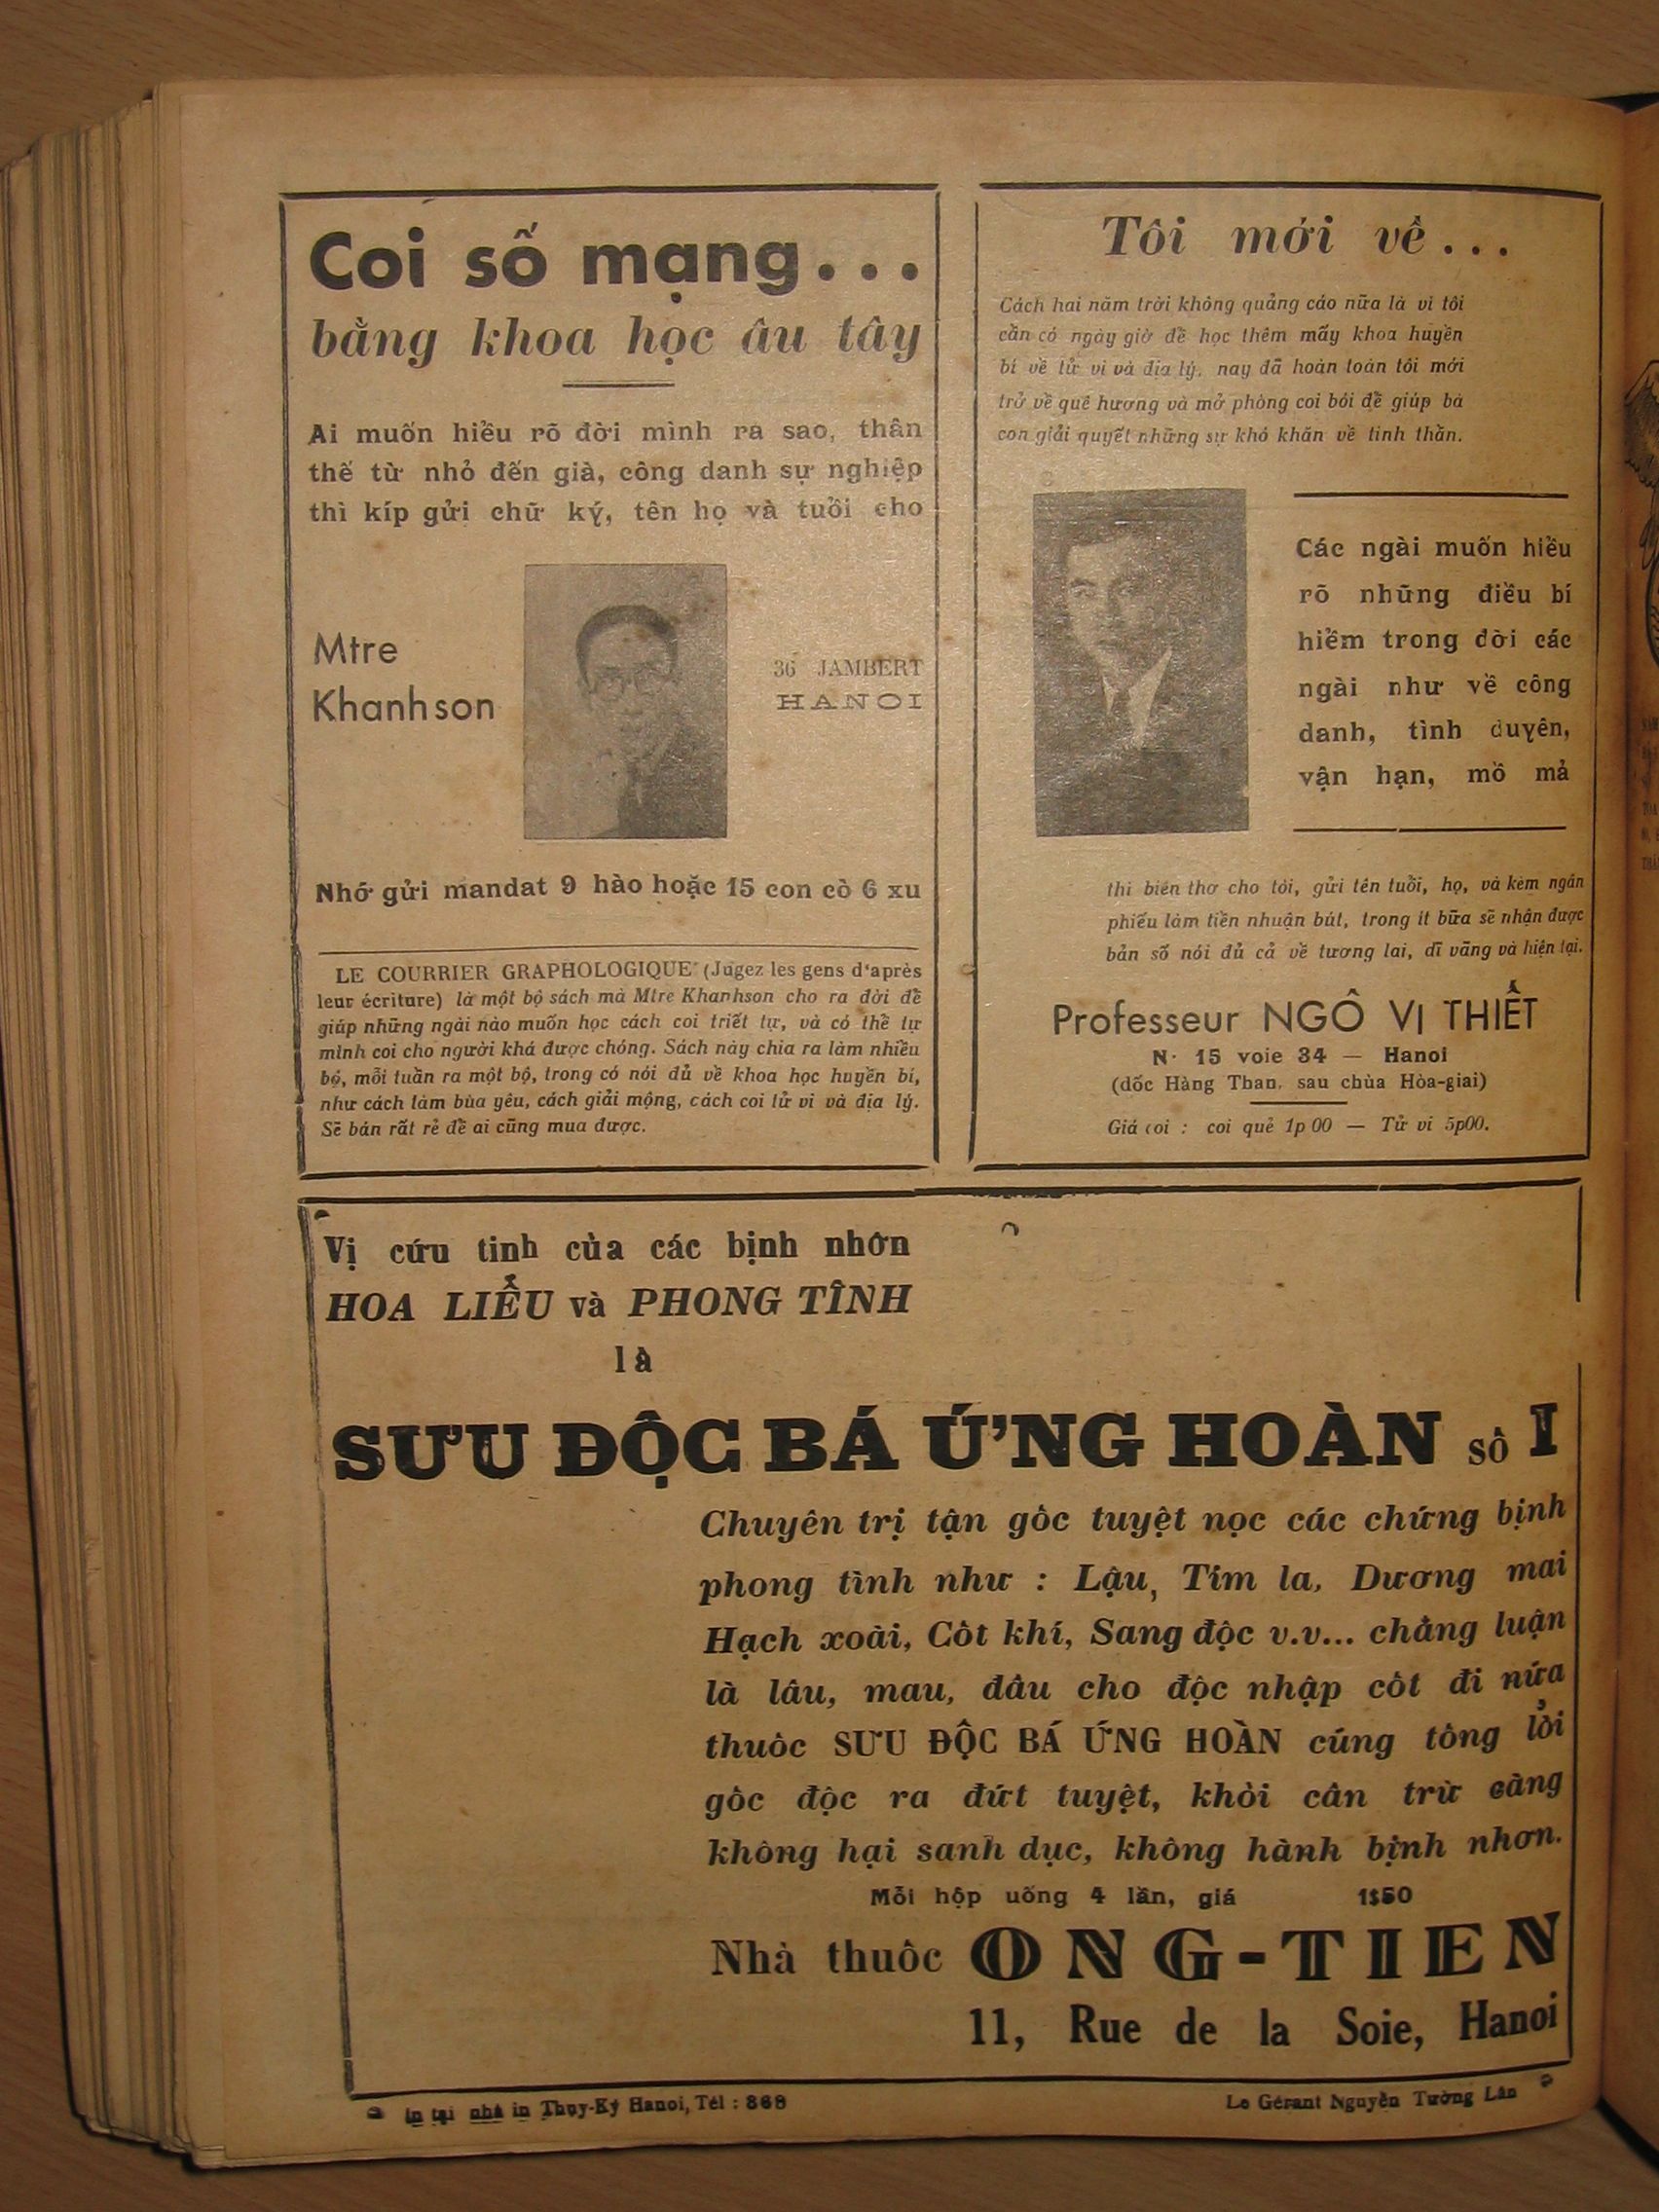 Coi số mạng...
bằng khoa học âu tây
Ai muốn hiểu rõ đời mình ra sao, thân
thế từ nhỏ đến già, công danh sự nghiệp
thì kíp gửi chữ ký, tên họ và tuổi cho
Mtre
Khanhson
36 JAMBERT
HANOI
Nhớ gửi mandat 9 hào hoặc 15 con cò 6 xu
LE COURRIER GRAPHOLOGIQUE (Jugez les gens d'après
leur écriture) là một bộ sách mà Mtre Khanhson cho ra đời để
giúp những ngài nào muốn học cách coi triết tự, và có thể tự
mình coi cho người khá được chóng. Sách này chia ra làm nhiều
bộ, mỗi tuần ra một bộ, trong có nói đủ về khoa học huyền bí,
như cách làm bùa yêu, cách giải mộng, cách coi tử vi và địa lý.
Sẽ bán rất rẻ để ai cũng mua được.
Tôi mới về...
Cách hai năm trời không quảng cáo nữa là vì tôi
cần có ngày giờ để học thêm mấy khoa huyền
bí về tử vi và địa lý, nay đã hoàn toàn tôi mới
trở về quê hương và mở phòng coi bói để giúp bà
con giải quyết những sự khó khăn về tinh thần.
Các ngài muốn hiểu
rõ những điều bí
hiểm trong đời các
ngài như về công
danh, tình duyên,
vận hạn, mồ mả
thì biên thơ cho tôi, gửi tên tuổi, họ, và kèm ngân
phiếu làm tiền nhuận bút, trong ít bữa sẽ nhận được
bản số nói đủ cả về tương lai, dĩ vãng và hiện tại.
Professeur NGÔ VỊ THIẾT
N· 15 voie 34 — Hanoi
(dốc Hàng Than, sau chùa Hòa-giai)
Giá coi : coi quẻ 1p00 — Tử vi 5p00.
Vị cứu tinh của các bịnh nhơn
HOA LIỄU và PHONG TÌNH
là
SƯU ĐỘC BÁ ỨNG HOÀN số I
Chuyên trị tận gốc tuyệt nọc các chứng bịnh
phong tình như : Lậu, Tim la, Dương mai
Hạch xoài, Cốt khí, Sang độc v.v... chẳng luận
là lâu, mau, dầu cho độc nhập cốt đi nữa
thuốc SƯU ĐỘC BÁ ỨNG HOÀN cũng tống lổi
gốc độc ra dứt tuyệt, khỏi cần trừ căng
không hại sanh dục, không hành bịnh nhơn.
Mỗi hộp uống 4 lần, giá 1$50
Nhà thuốc ONG-TIEN
11, Rue de la Soie, Hanoi
In tại nhà in Thụy-Ký Hanoi, Tél : 868
Le Gérant Nguyễn Tường Lân